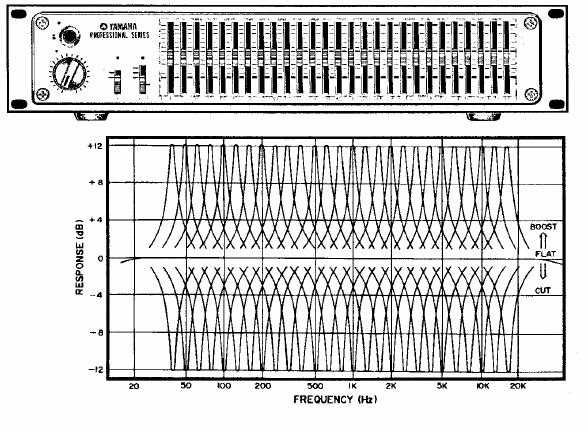 YAMAHA
PROFESSIONAL SERIES
+12
+8
+4
0
-4
-8
-12
RESPONSE (dB)
BOOST
FLAT
CUT
20 50 100 200 500 1K 2K 5K 10K 20K
FREQUENCY (Hz)